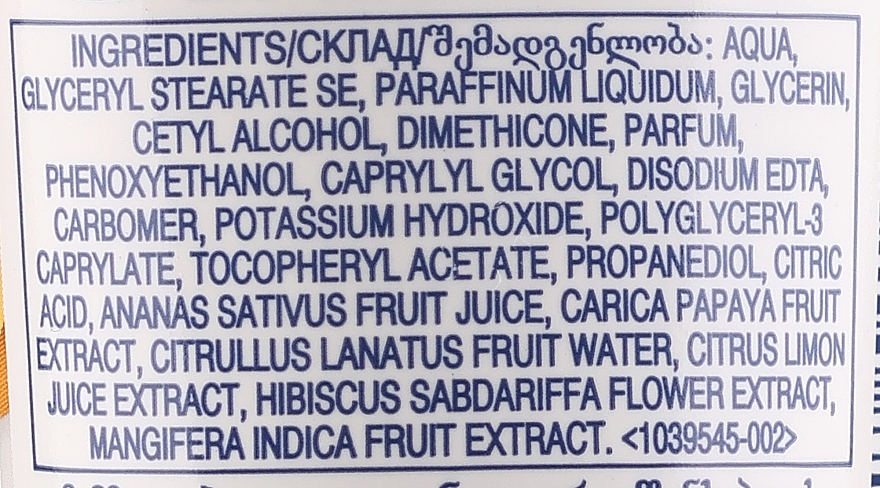 INGREDIENTS/СКЛАД/შემადგენლობა: AQUA,
GLYCERYL STEARATE SE, PARAFFINUM LIQUIDUM, GLYCERIN,
CETYL ALCOHOL, DIMETHICONE, PARFUM,
PHENOXYETHANOL, CAPRYLYL GLYCOL, DISODIUM EDTA,
CARBOMER, POTASSIUM HYDROXIDE, POLYGLYCERYL-3
CAPRYLATE, TOCOPHERYL ACETATE, PROPANEDIOL, CITRIC
ACID, ANANAS SATIVUS FRUIT JUICE, CARICA PAPAYA FRUIT
EXTRACT, CITRULLUS LANATUS FRUIT WATER, CITRUS LIMON
JUICE EXTRACT, HIBISCUS SABDARIFFA FLOWER EXTRACT,
MANGIFERA INDICA FRUIT EXTRACT. <1039545-002>